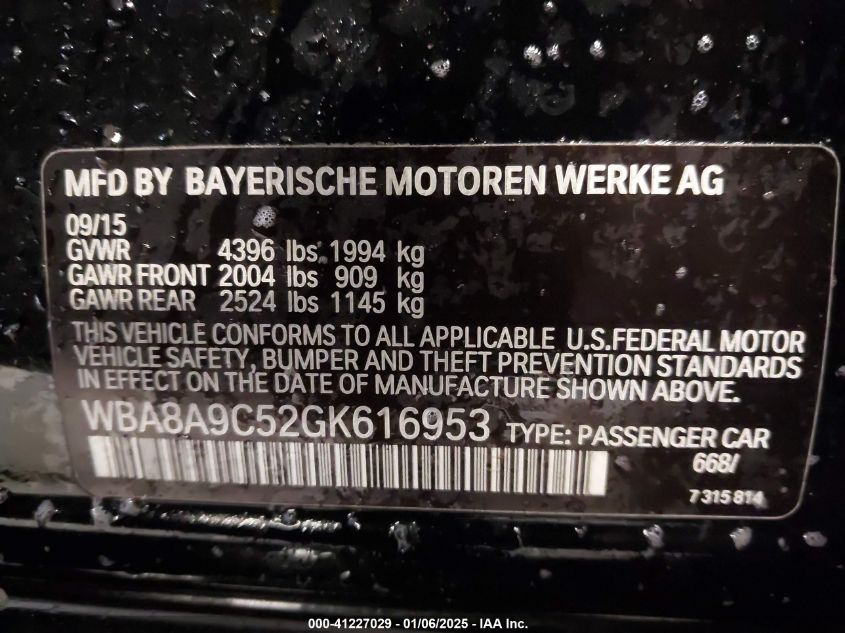 MFD BY BAYERISCHE MOTOREN WERKE AG
09/15
GVWR 4396 lbs 1994 kg
GAWR FRONT 2004 lbs 909 kg
GAWR REAR 2524 lbs 1145 kg
THIS VEHICLE CONFORMS TO ALL APPLICABLE U.S.FEDERAL MOTOR
VEHICLE SAFETY, BUMPER AND THEFT PREVENTION STANDARDS
IN EFFECT ON THE DATE OF MANUFACTURE SHOWN ABOVE.
WBA8A9C52GK616953 TYPE: PASSENGER CAR
668/
7 315 814
000-41227029 — 01/06/2025 — IAA Inc.